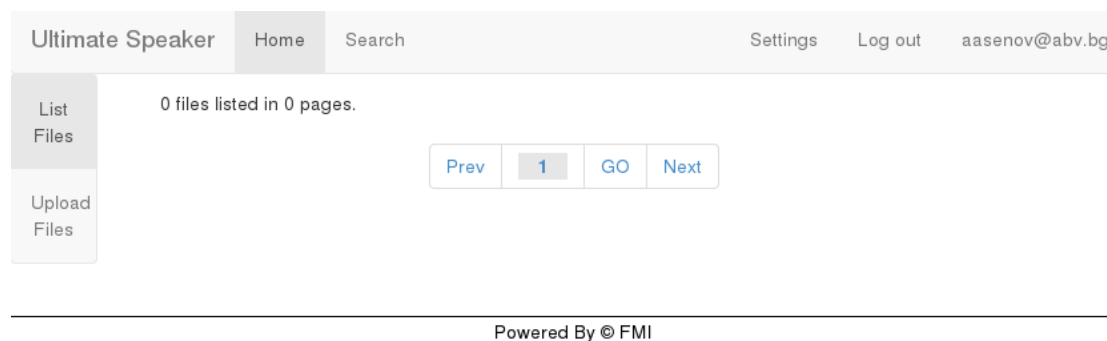 Ultimate Speaker Home Search Settings Log out aasenov@abv.bg
List
Files
0 files listed in 0 pages.
Prev 1 GO Next
Upload
Files
Powered By © FMI